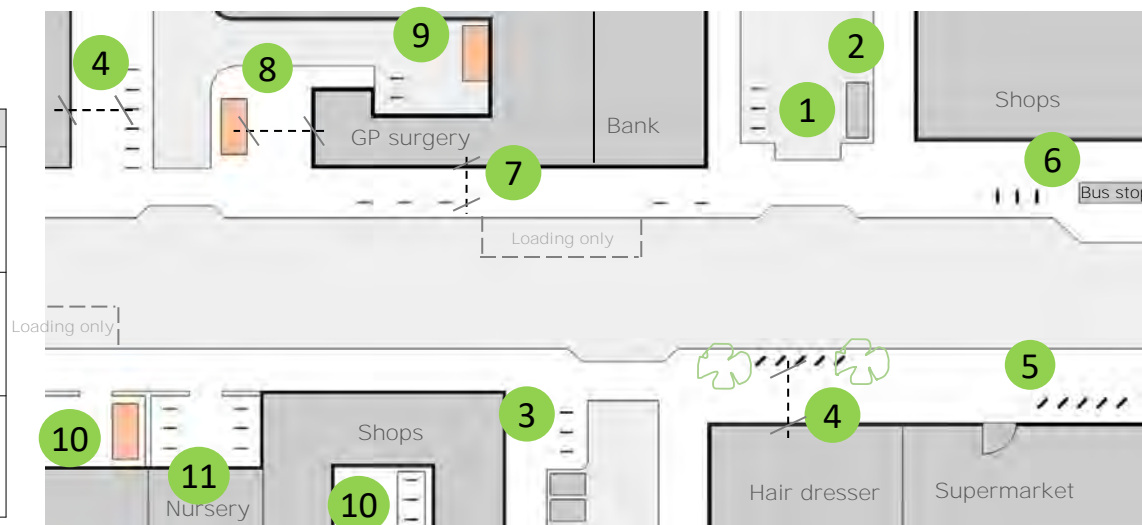 9
2
4
8
1
Shops
Bank
GP surgery
6
7
Bus stop
Loading only
Loading only
5
3
4
Shops
10
11
Hair dresser
Supermarket
Nursery
10